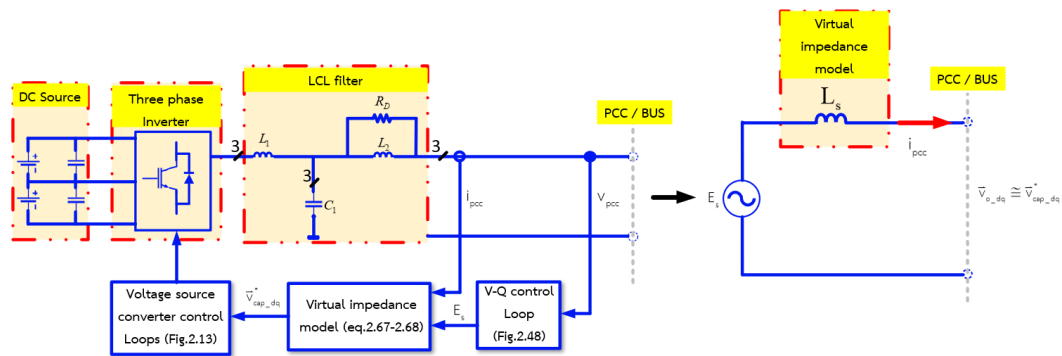 DC Source
Three phase
Inverter
LCL filter
R_D
3
L_1
L_2
3
3
C_1
PCC / BUS
i_pcc
v_pcc
Voltage source
converter control
Loops (Fig.2.13)
v⃗*_cap_dq
Virtual impedance
model (eq.2.67-2.68)
E_s
V-Q control
Loop
(Fig.2.48)
Virtual
impedance
model
L_s
PCC / BUS
i_pcc
E_s
v⃗_o_dq ≅ v⃗*_cap_dq